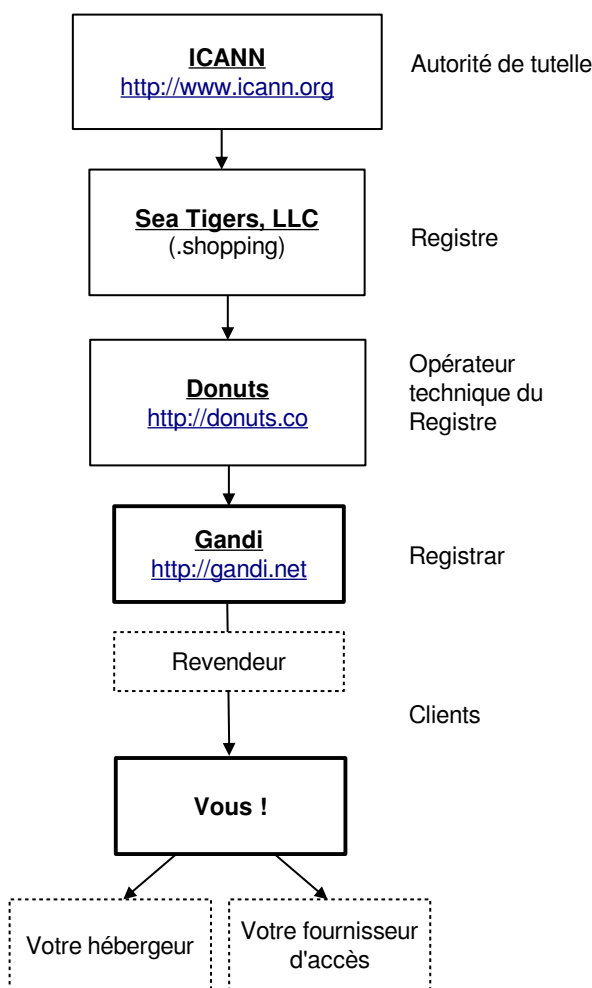 ICANN
http://www.icann.org
Autorité de tutelle
Sea Tigers, LLC
(.shopping)
Registre
Donuts
http://donuts.co
Opérateur
technique du
Registre
Gandi
http://gandi.net
Registrar
Revendeur
Clients
Vous !
Votre hébergeur
Votre fournisseur
d'accès